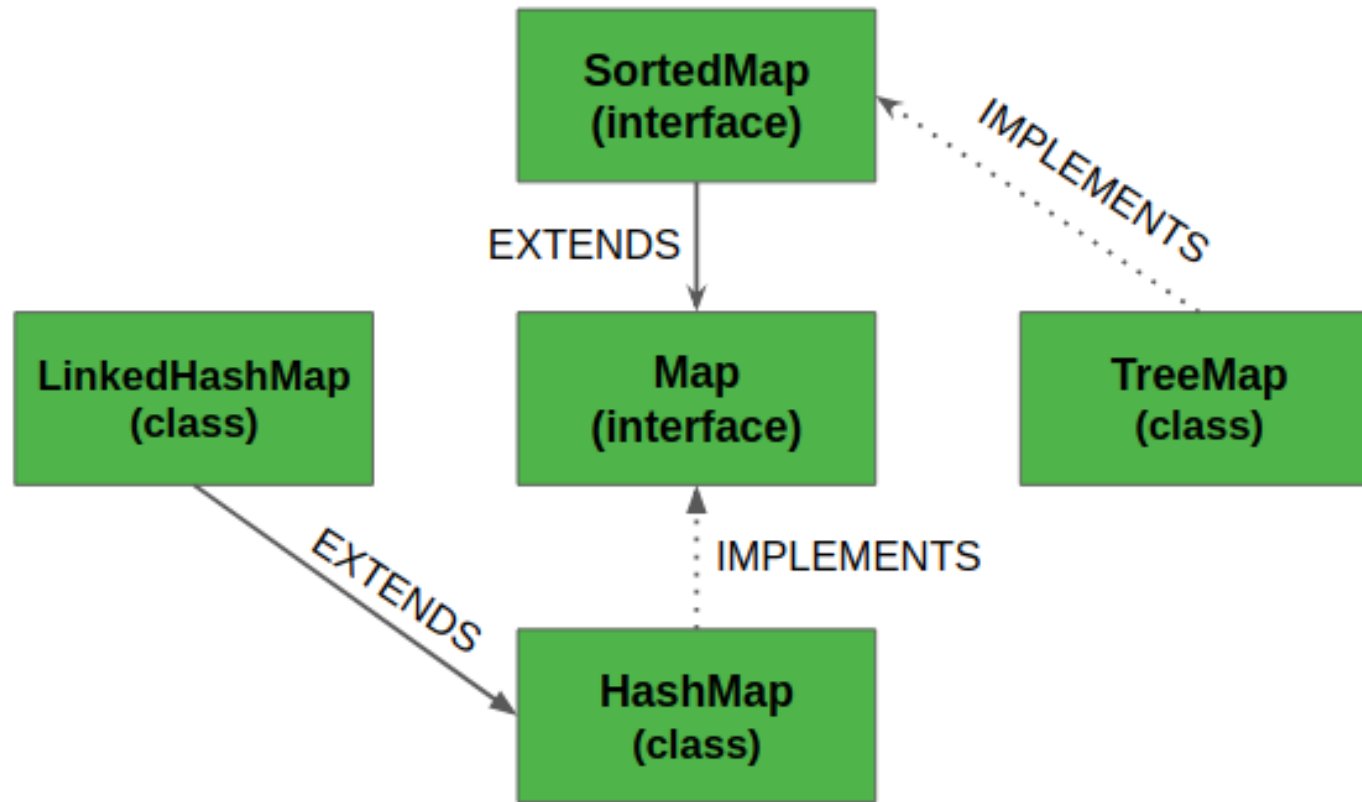 SortedMap
(interface)
IMPLEMENTS
EXTENDS
LinkedHashMap
(class)
Map
(interface)
TreeMap
(class)
EXTENDS
IMPLEMENTS
HashMap
(class)